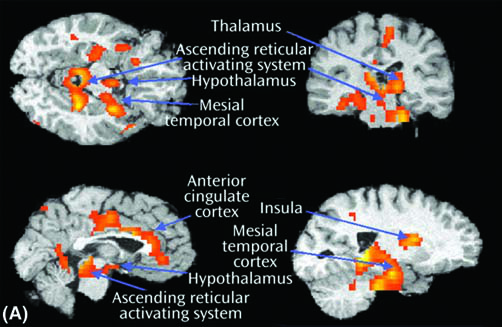 Thalamus
Ascending reticular
activating system
Hypothalamus
Mesial
temporal cortex
Anterior
cingulate
cortex
Insula
Mesial
temporal
cortex
Hypothalamus
Ascending reticular
activating system
(A)